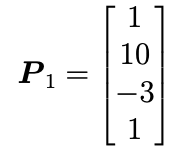 P₁ = [1
10
-3
1]